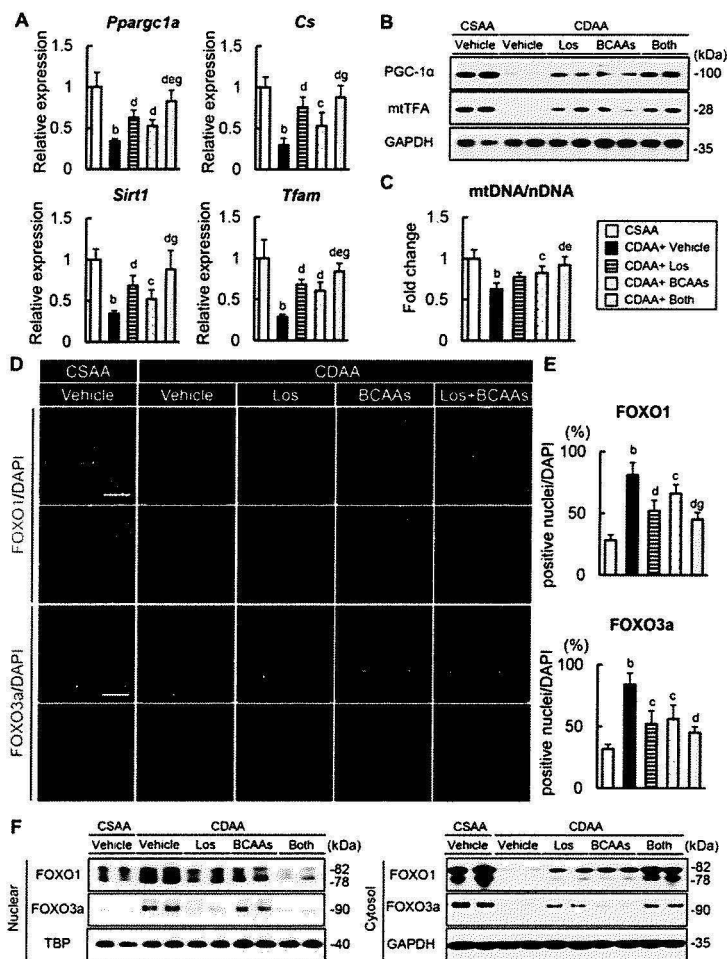 A
Ppargc1a
Cs
Relative expression
1.5
1
0.5
0
b
d
d
deg
Relative expression
1.5
1
0.5
0
b
d
c
dg
Sirt1
Tfam
Relative expression
1.5
1
0.5
0
b
d
c
dg
Relative expression
1.5
1
0.5
0
b
d
d
deg
B
CSAA CDAA
Vehicle Vehicle Los BCAAs Both (kDa)
PGC-1α -100
mtTFA -28
GAPDH -35
C
mtDNA/nDNA
Fold change
1.5
1
0.5
0
b
c
de
CSAA
CDAA+ Vehicle
CDAA+ Los
CDAA+ BCAAs
CDAA+ Both
D
CSAA CDAA
Vehicle Vehicle Los BCAAs Los+BCAAs
FOXO1/DAPI
FOXO3a/DAPI
E
FOXO1
(%)
positive nuclei/DAPI
100
50
0
b
d
c
dg
FOXO3a
(%)
positive nuclei/DAPI
100
50
0
b
c
c
d
F
CSAA CDAA
Vehicle Vehicle Los BCAAs Both (kDa)
Nuclear
FOXO1 -82
-78
FOXO3a -90
TBP -40
CSAA CDAA
Vehicle Vehicle Los BCAAs Both (kDa)
Cytosol
FOXO1 -82
-78
FOXO3a -90
GAPDH -35